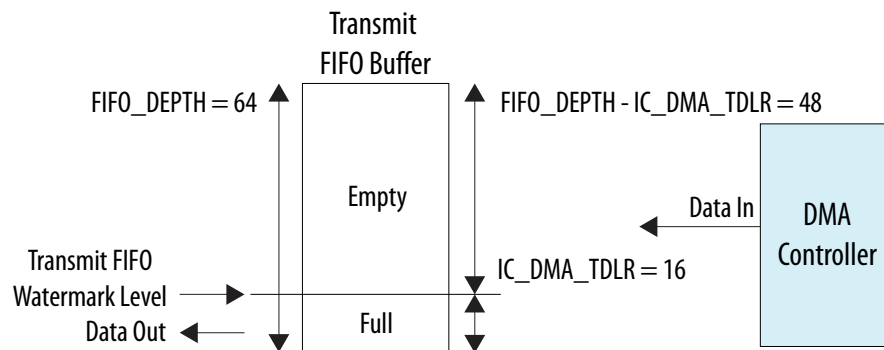 Transmit
FIFO Buffer
FIFO_DEPTH = 64
FIFO_DEPTH - IC_DMA_TDLR = 48
Empty
Data In
DMA
Controller
Transmit FIFO
Watermark Level
IC_DMA_TDLR = 16
Data Out
Full